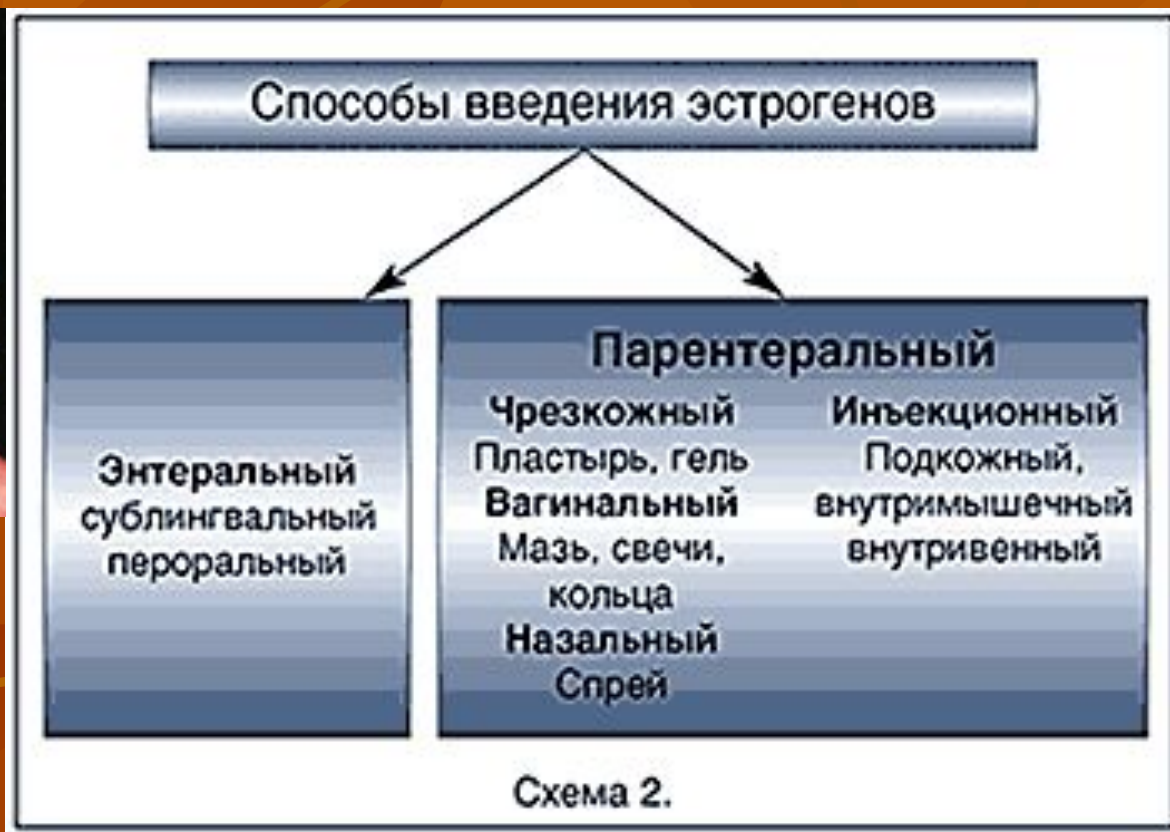 Способы введения эстрогенов
Энтеральный
сублингвальный
пероральный
Парентеральный
Чрезкожный
Пластырь, гель
Вагинальный
Мазь, свечи,
кольца
Назальный
Спрей
Инъекционный
Подкожный,
внутримышечный
внутривенный
Схема 2.